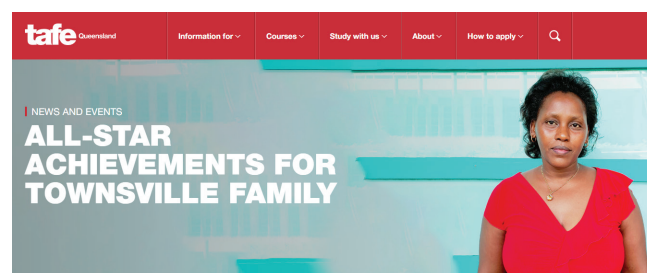 tafe Queensland
Information for
Courses
Study with us
About
How to apply
NEWS AND EVENTS
ALL-STAR
ACHIEVEMENTS FOR
TOWNSVILLE FAMILY